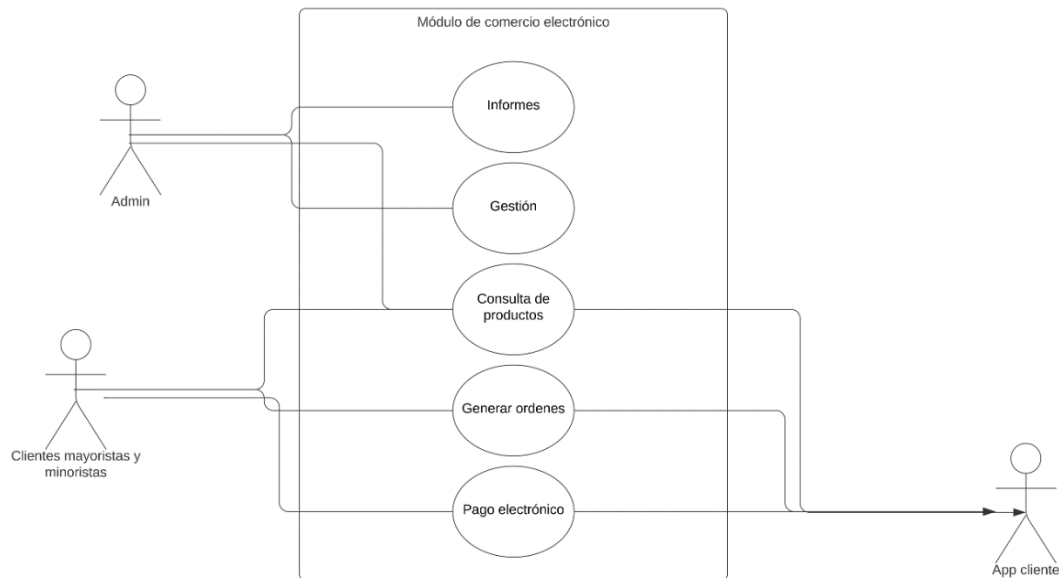 Módulo de comercio electrónico
Informes
Admin
Gestión
Consulta de
productos
Clientes mayoristas y
minoristas
Generar ordenes
Pago electrónico
App cliente